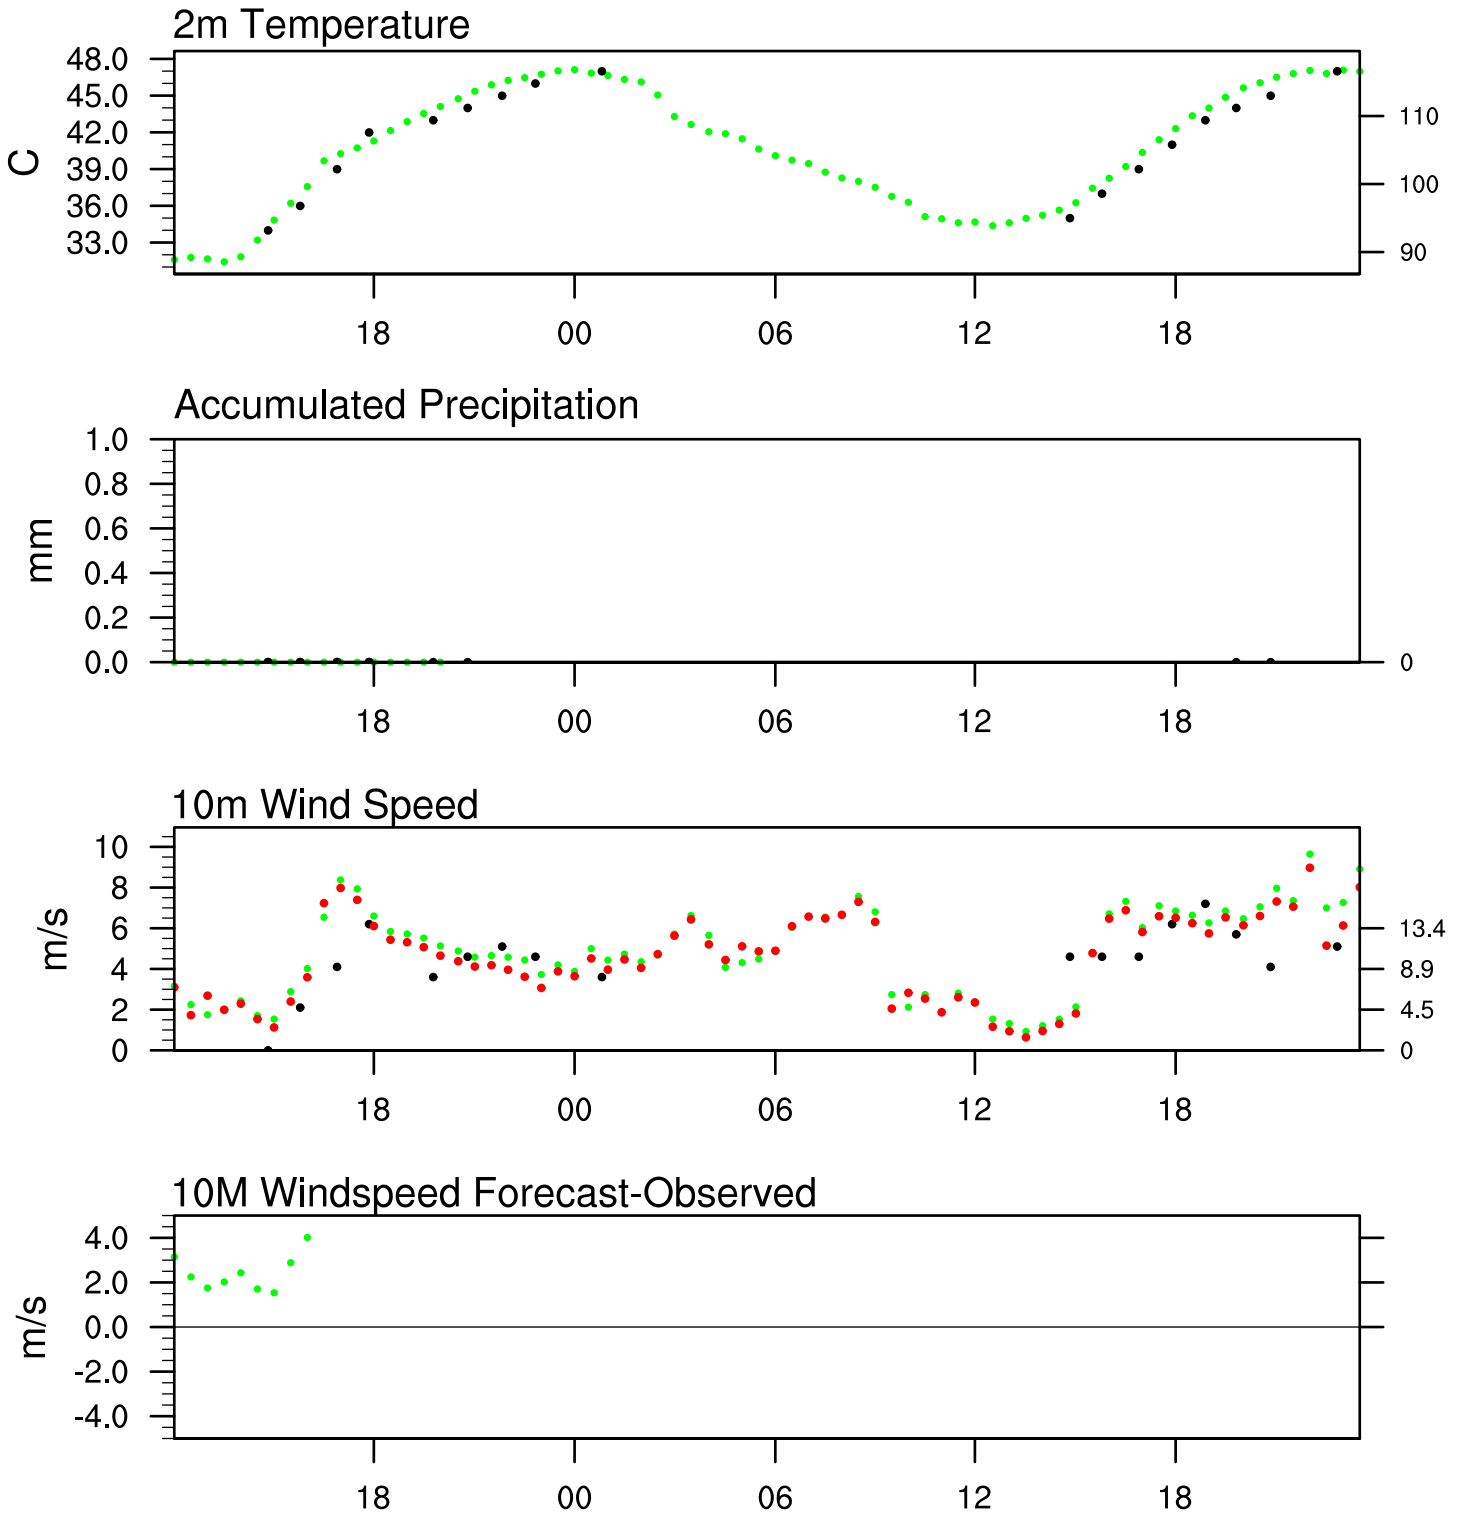 2m Temperature
48.0
45.0
42.0
39.0
36.0
33.0
C
110
100
90
18 00 06 12 18
Accumulated Precipitation
1.0
0.8
0.6
0.4
0.2
0.0
mm
0
18 00 06 12 18
10m Wind Speed
10
8
6
4
2
0
m/s
13.4
8.9
4.5
0
18 00 06 12 18
10M Windspeed Forecast-Observed
4.0
2.0
0.0
-2.0
-4.0
m/s
18 00 06 12 18